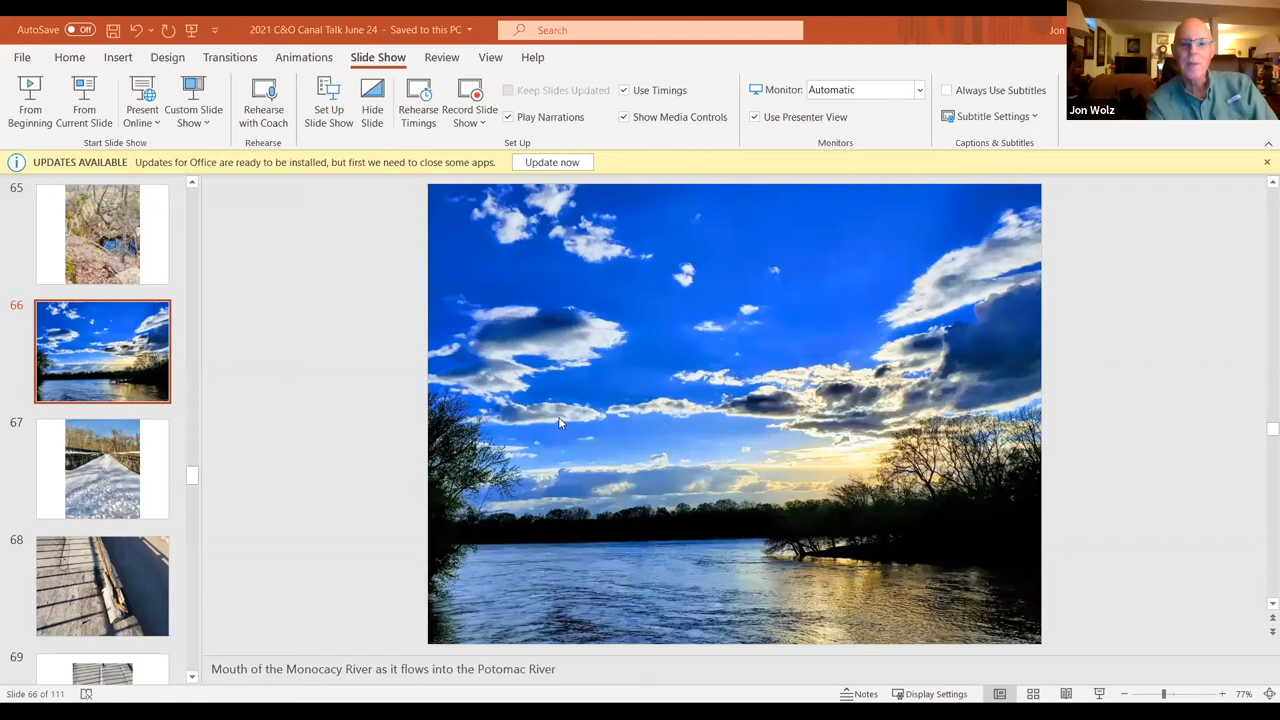 AutoSave Off 2021 C&O Canal Talk June 24 - Saved to this PC Search Jon
Jon Wolz
File Home Insert Design Transitions Animations Slide Show Review View Help
From Beginning
From Current Slide
Present Online
Custom Slide Show
Start Slide Show
Rehearse with Coach
Rehearse
Set Up Slide Show
Hide Slide
Rehearse Timings
Record Slide Show
Keep Slides Updated
Play Narrations
Use Timings
Show Media Controls
Set Up
Monitor: Automatic
Use Presenter View
Monitors
Always Use Subtitles
Subtitle Settings
Captions & Subtitles
UPDATES AVAILABLE Updates for Office are ready to be installed, but first we need to close some apps. Update now
65
66
67
68
69
Mouth of the Monocacy River as it flows into the Potomac River
Slide 66 of 111 Notes Display Settings 77%